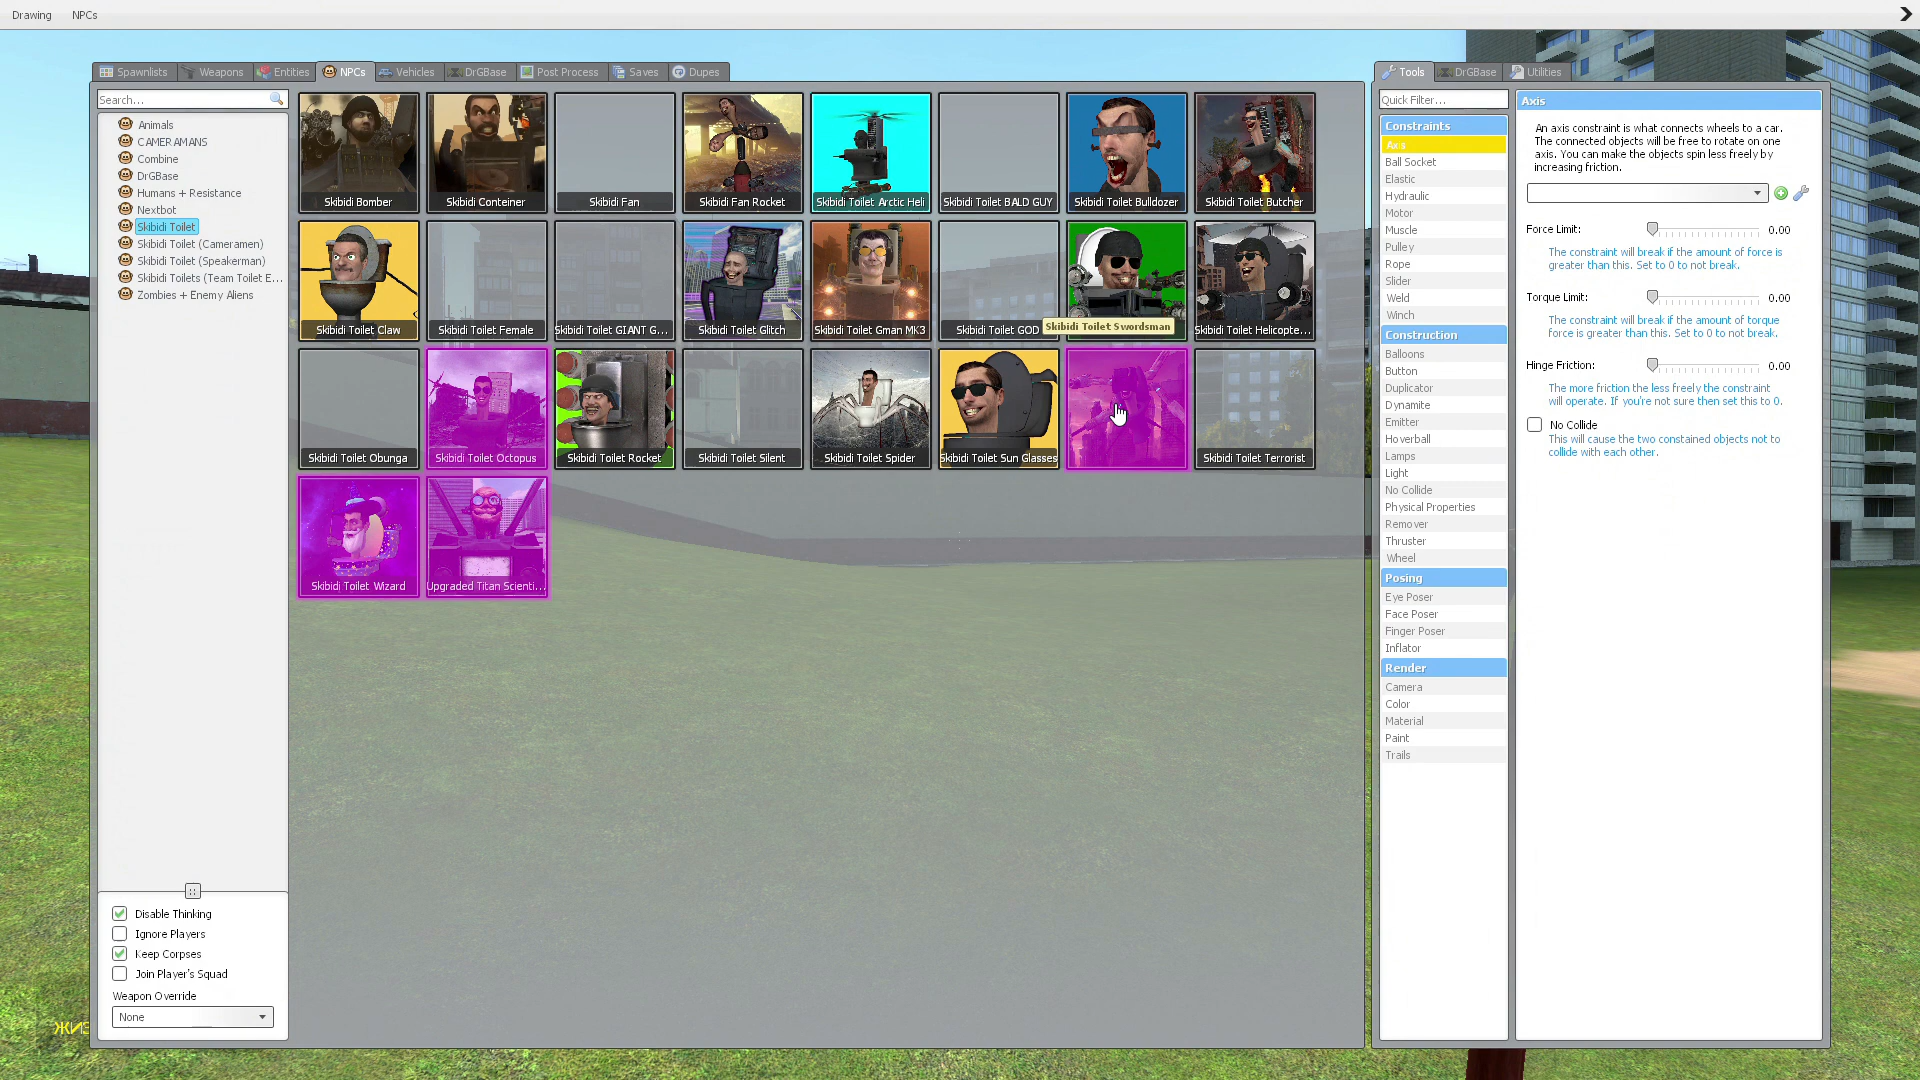 Drawing NPCs
Spawnlists Weapons Entities NPCs Vehicles DrGBase Post Process Saves Dupes
Search...
Animals
CAMERAMANS
Combine
DrGBase
Humans + Resistance
Nextbot
Skibidi Toilet
Skibidi Toilet (Cameramen)
Skibidi Toilet (Speakerman)
Skibidi Toilets (Team Toilet E...
Zombies + Enemy Aliens
Disable Thinking
Ignore Players
Keep Corpses
Join Player's Squad
Weapon Override
None
ЖИЗ
Skibidi Bomber Skibidi Conteiner Skibidi Fan Skibidi Fan Rocket Skibidi Toilet Arctic Heli Skibidi Toilet BALD GUY Skibidi Toilet Bulldozer Skibidi Toilet Butcher
Skibidi Toilet Claw Skibidi Toilet Female Skibidi Toilet GIANT G... Skibidi Toilet Glitch Skibidi Toilet Gman MK3 Skibidi Toilet GOD Skibidi Toilet Swordsman Skibidi Toilet Helicopte...
Skibidi Toilet Obunga Skibidi Toilet Octopus Skibidi Toilet Rocket Skibidi Toilet Silent Skibidi Toilet Spider Skibidi Toilet Sun Glasses Skibidi Toilet Terrorist
Skibidi Toilet Wizard Upgraded Titan Scienti...
Tools DrGBase Utilities
Quick Filter...
Constraints
Axis
Ball Socket
Elastic
Hydraulic
Motor
Muscle
Pulley
Rope
Slider
Weld
Winch
Construction
Balloons
Button
Duplicator
Dynamite
Emitter
Hoverball
Lamps
Light
No Collide
Physical Properties
Remover
Thruster
Wheel
Posing
Eye Poser
Face Poser
Finger Poser
Inflator
Render
Camera
Color
Material
Paint
Trails
Axis
An axis constraint is what connects wheels to a car.
The connected objects will be free to rotate on one
axis. You can make the objects spin less freely by
increasing friction.
Force Limit: 0.00
The constraint will break if the amount of force is
greater than this. Set to 0 to not break.
Torque Limit: 0.00
The constraint will break if the amount of torque
force is greater than this. Set to 0 to not break.
Hinge Friction: 0.00
The more friction the less freely the constraint
will operate. If you're not sure then set this to 0.
No Collide
This will cause the two constained objects not to
collide with each other.